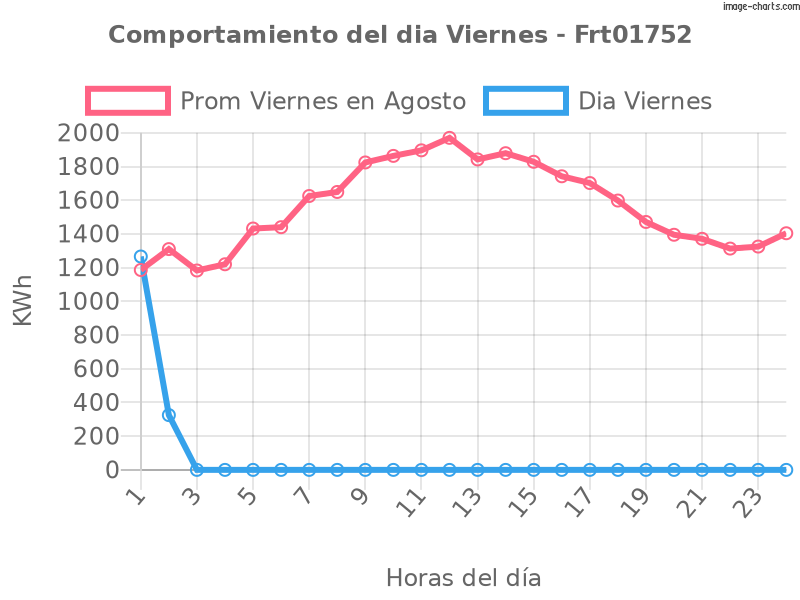 image-charts.com
Comportamiento del dia Viernes - Frt01752
Prom Viernes en Agosto Dia Viernes
2000
1800
1600
1400
1200
1000
800
600
400
200
0
KWh
1 3 5 7 9 11 13 15 17 19 21 23
Horas del día